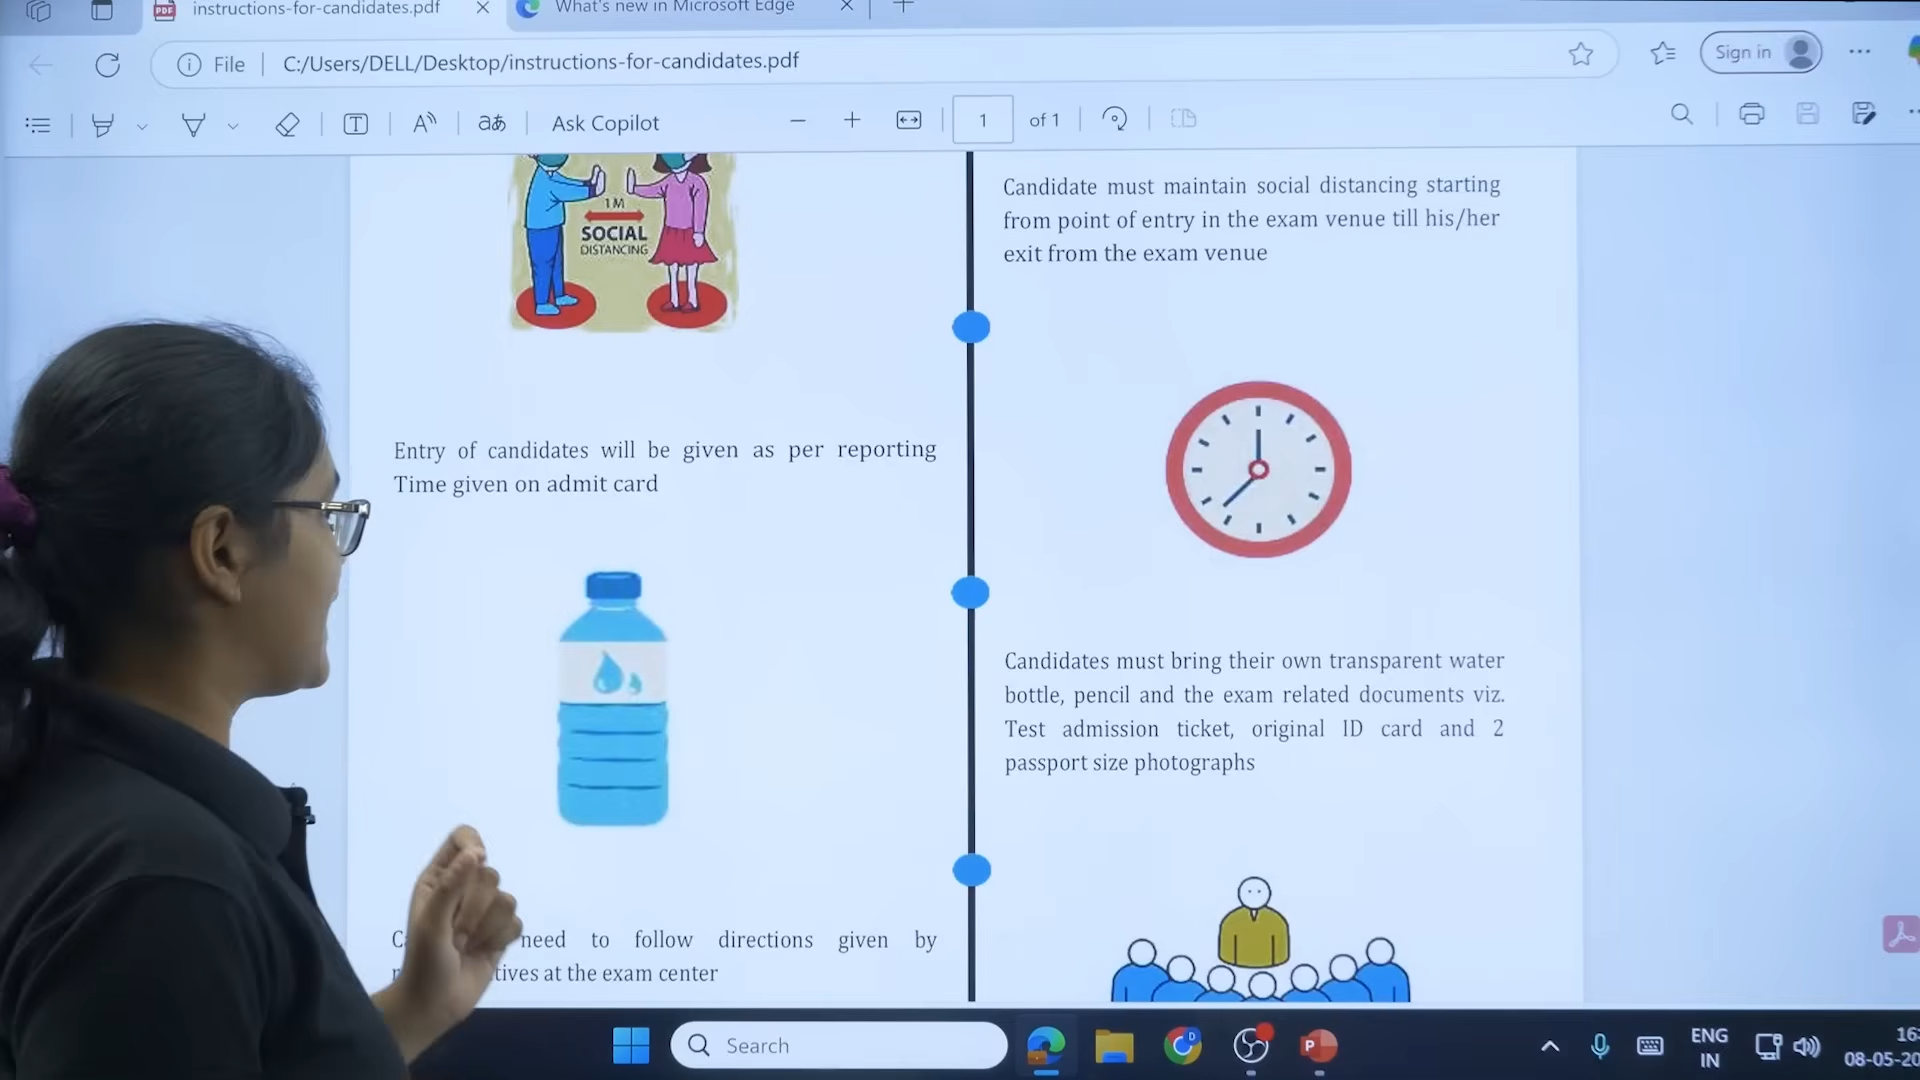 instructions-for-candidates.pdf
What's new in Microsoft Edge
File
C:/Users/DELL/Desktop/instructions-for-candidates.pdf
Sign in
Ask Copilot
1
of 1
1 M
SOCIAL
DISTANCING
Candidate must maintain social distancing starting
from point of entry in the exam venue till his/her
exit from the exam venue
Entry of candidates will be given as per reporting
Time given on admit card
Candidates must bring their own transparent water
bottle, pencil and the exam related documents viz.
Test admission ticket, original ID card and 2
passport size photographs
need to follow directions given by
at the exam center
Search
ENG
IN
08-05-20